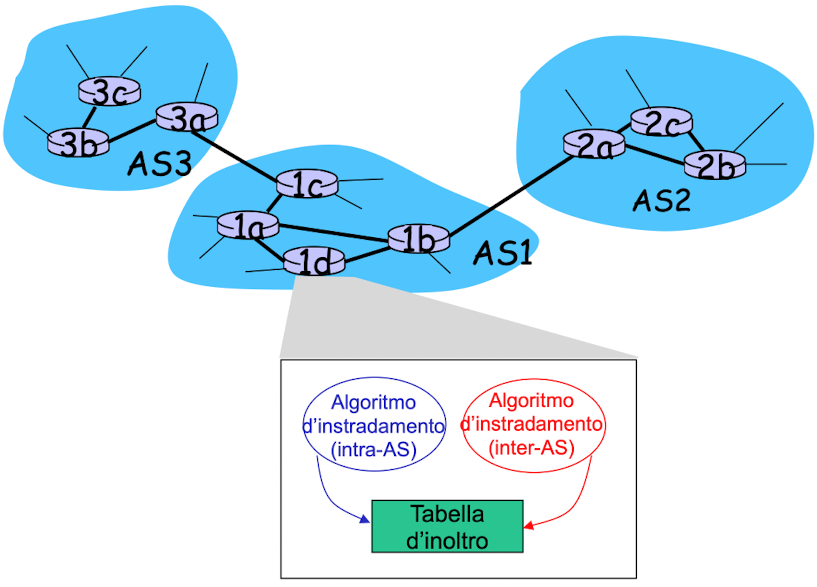 3c
3b
3a
AS3
1c
1a
1b
1d
AS1
2c
2a
2b
AS2
Algoritmo
d'instradamento
(intra-AS)
Algoritmo
d'instradamento
(inter-AS)
Tabella
d'inoltro